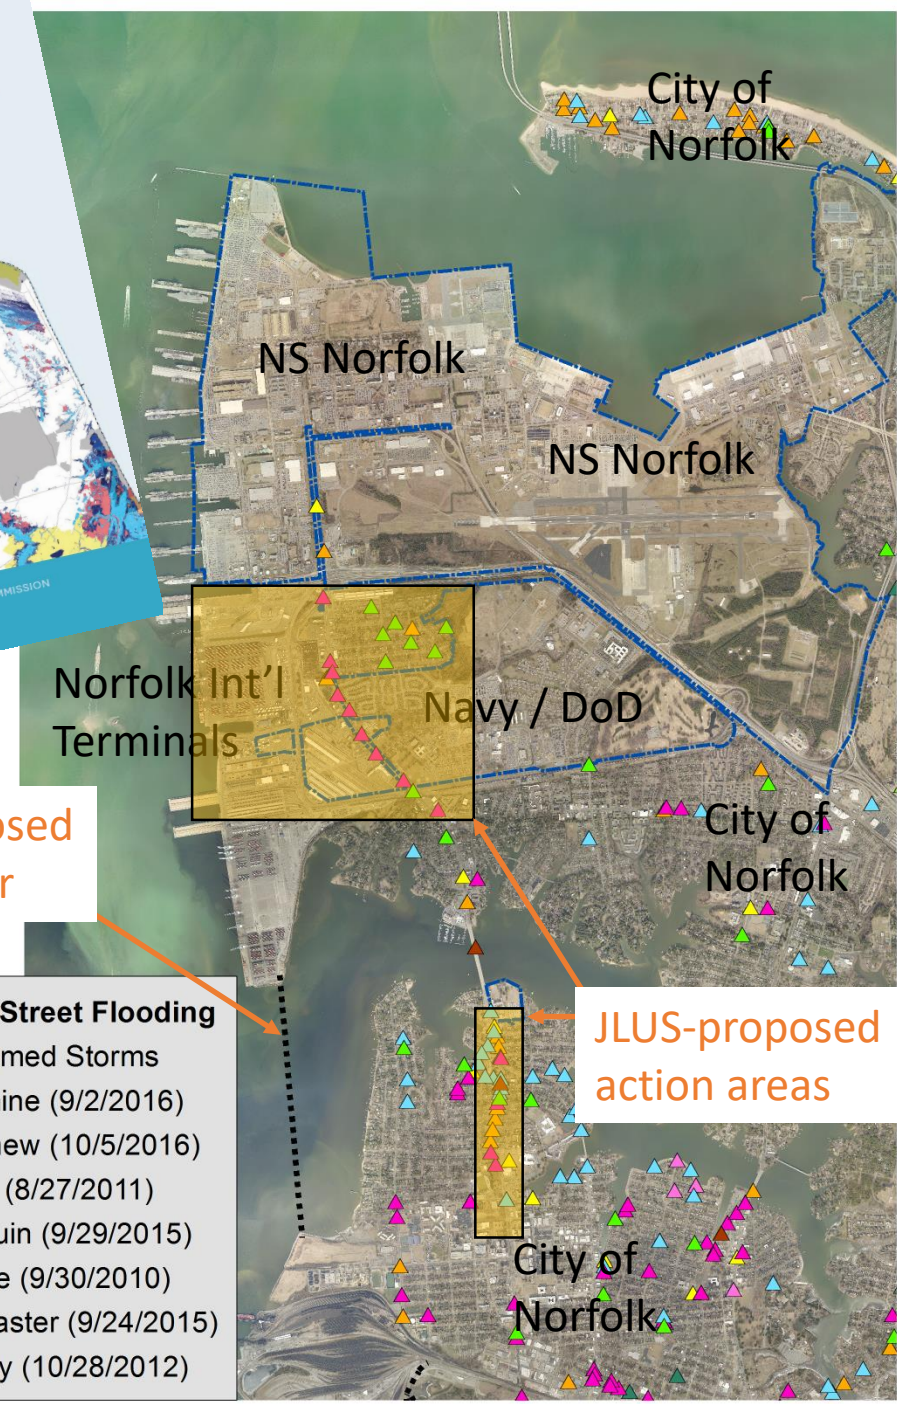 City of
Norfolk
NS Norfolk
NS Norfolk
Norfolk Int'l
Terminals
Navy / DoD
City of
Norfolk
r
JLUS-proposed
action areas
Street Flooding
(9/2/2016)
(10/5/2016)
(8/27/2011)
(9/29/2015)
(9/30/2010)
(9/24/2015)
(10/28/2012)
City of
Norfolk